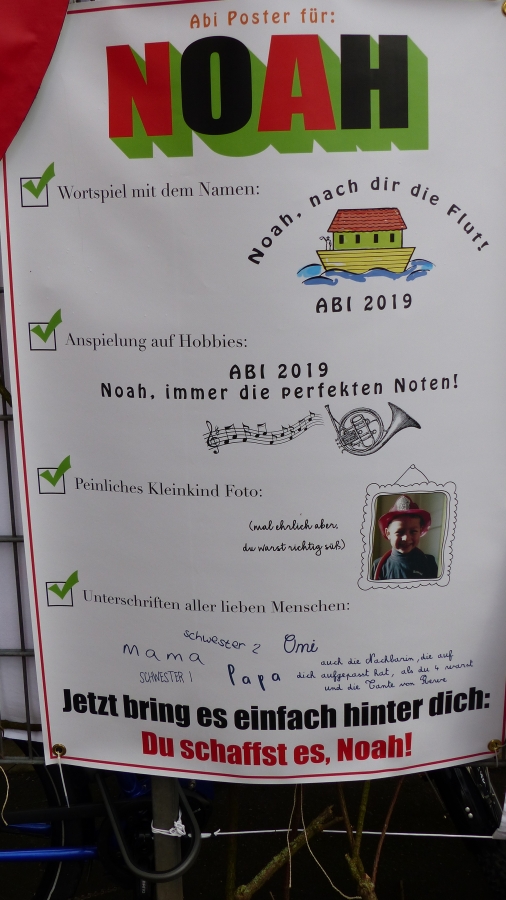 Abi Poster für:
NOAH
Wortspiel mit dem Namen:
Noah, nach dir die Flut!
ABI 2019
Anspielung auf Hobbies:
ABI 2019
Noah, immer die perfekten Noten!
Peinliches Kleinkind Foto:
(mal ehrlich aber,
du warst richtig süß)
Unterschriften aller lieben Menschen:
schwester 2
Omi
Mama
SCHWESTER 1
Papa
auch die Nachbarin, die auf
dich aufgepasst hat, als du 4 warst
und die Tante von Rewe
Jetzt bring es einfach hinter dich:
Du schaffst es, Noah!